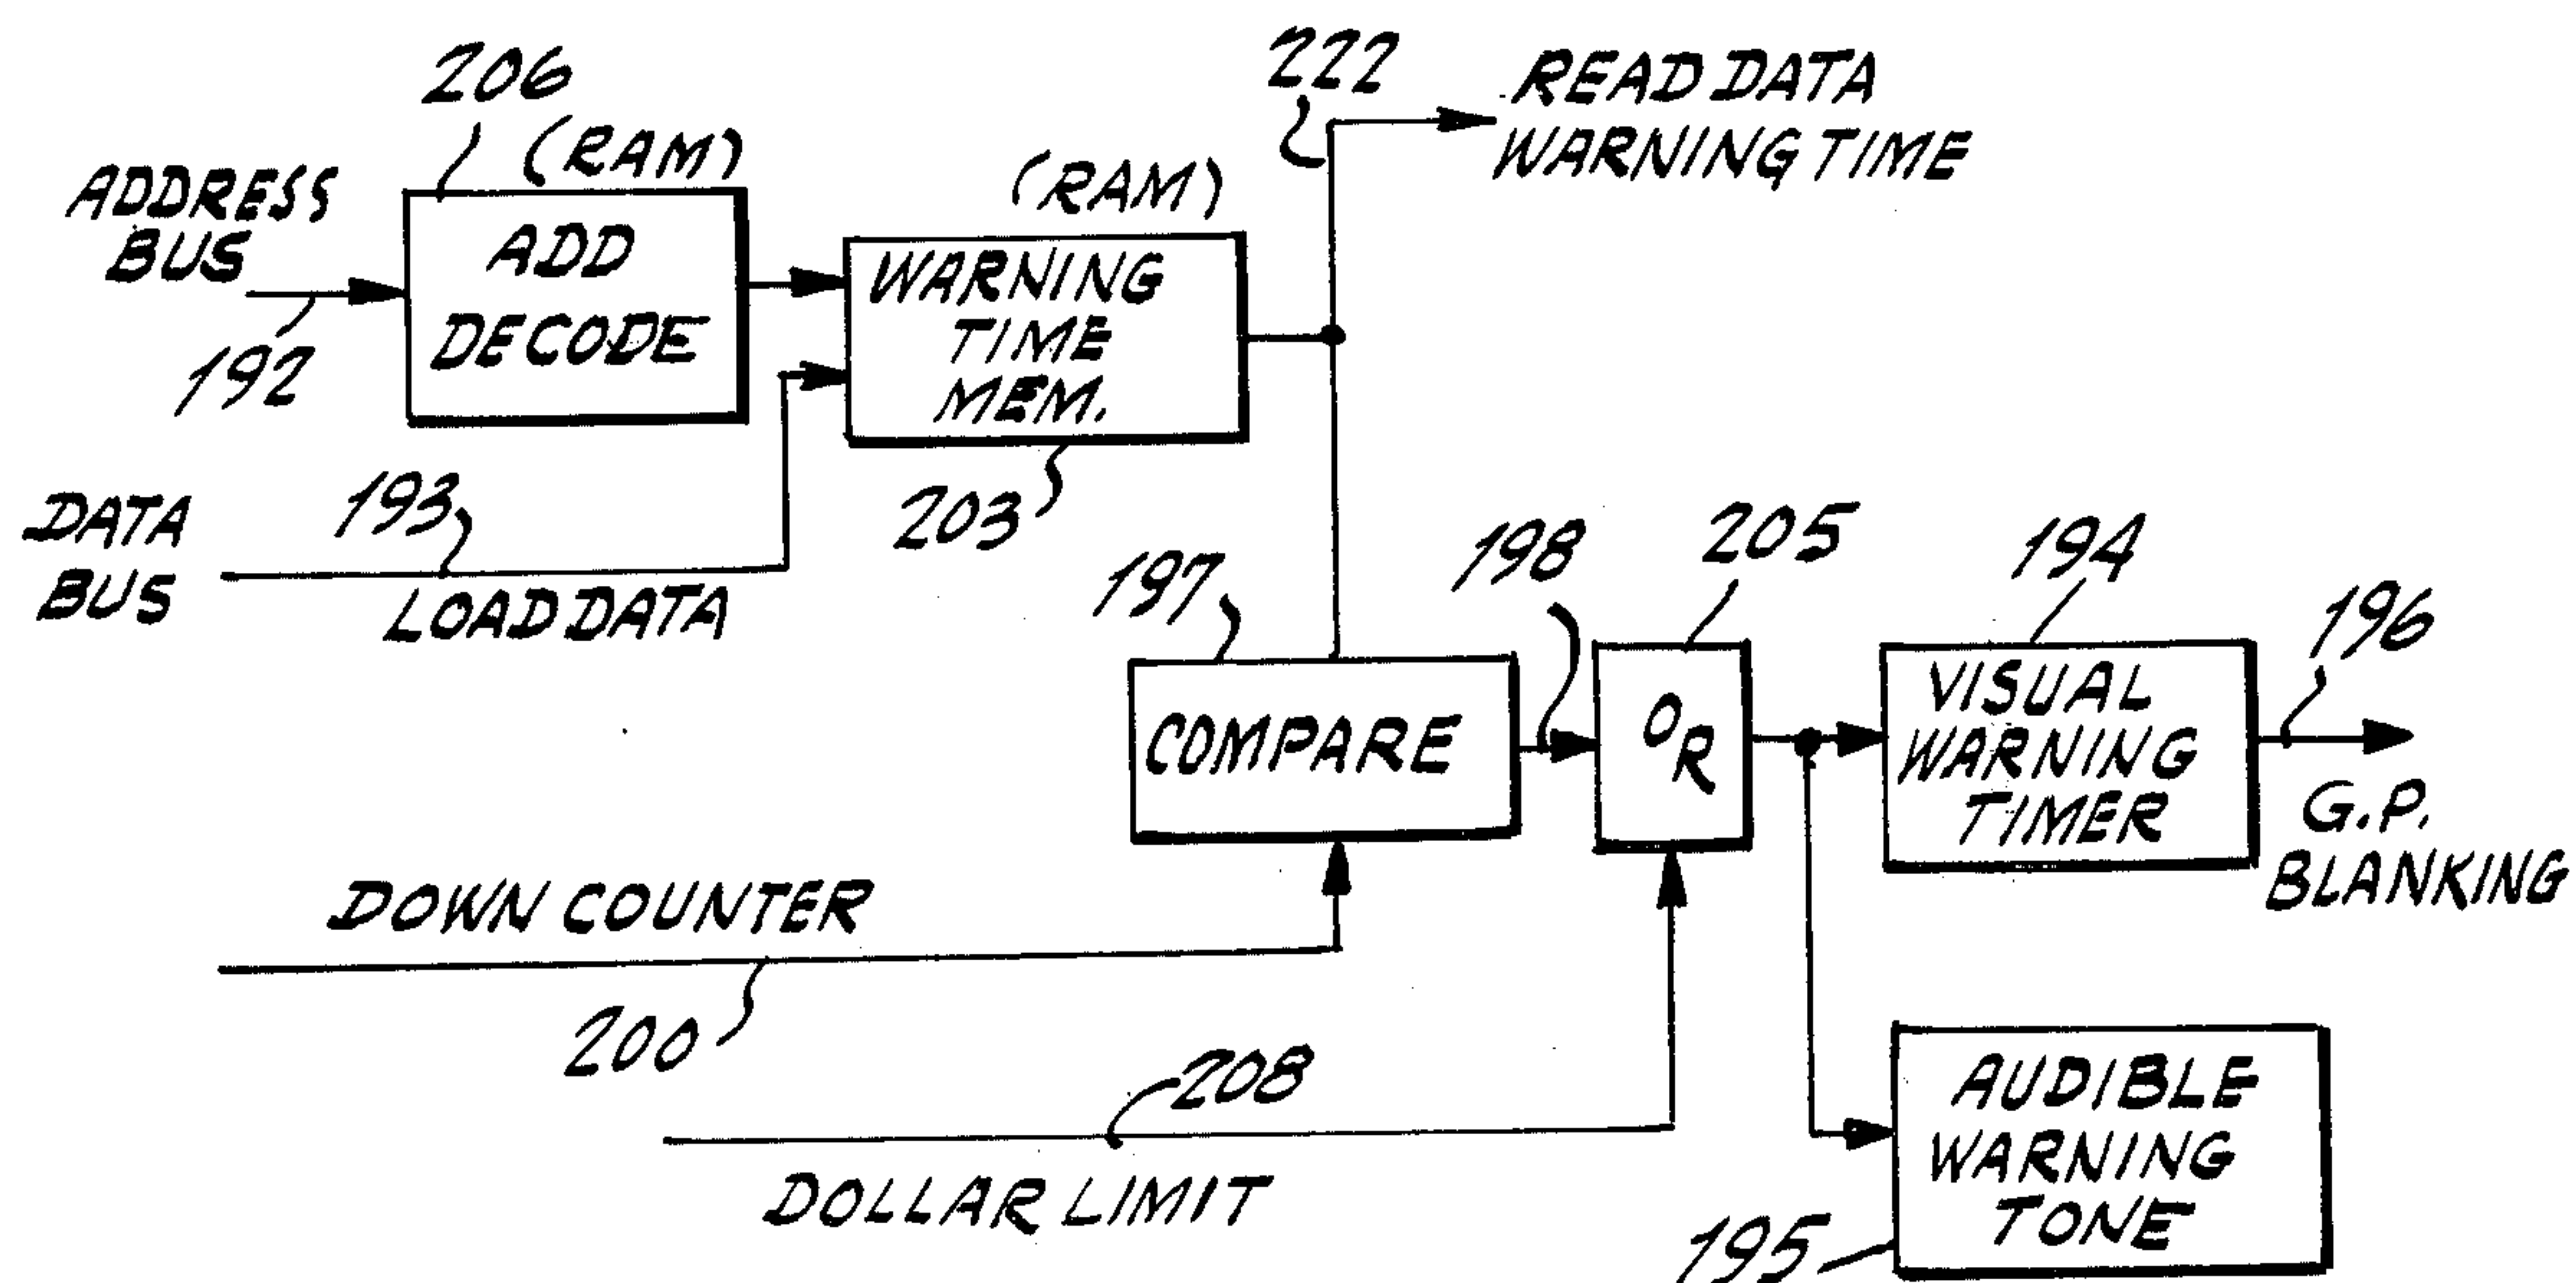 206
(RAM)
222
READ DATA
WARNING TIME
ADDRESS
BUS
192
ADD
DECODE
(RAM)
WARNING
TIME
MEM.
203
DATA
BUS
193
LOAD DATA
197
198
205
194
196
COMPARE
OR
VISUAL
WARNING
TIMER
G.P.
BLANKING
DOWN COUNTER
200
208
DOLLAR LIMIT
AUDIBLE
WARNING
TONE
195